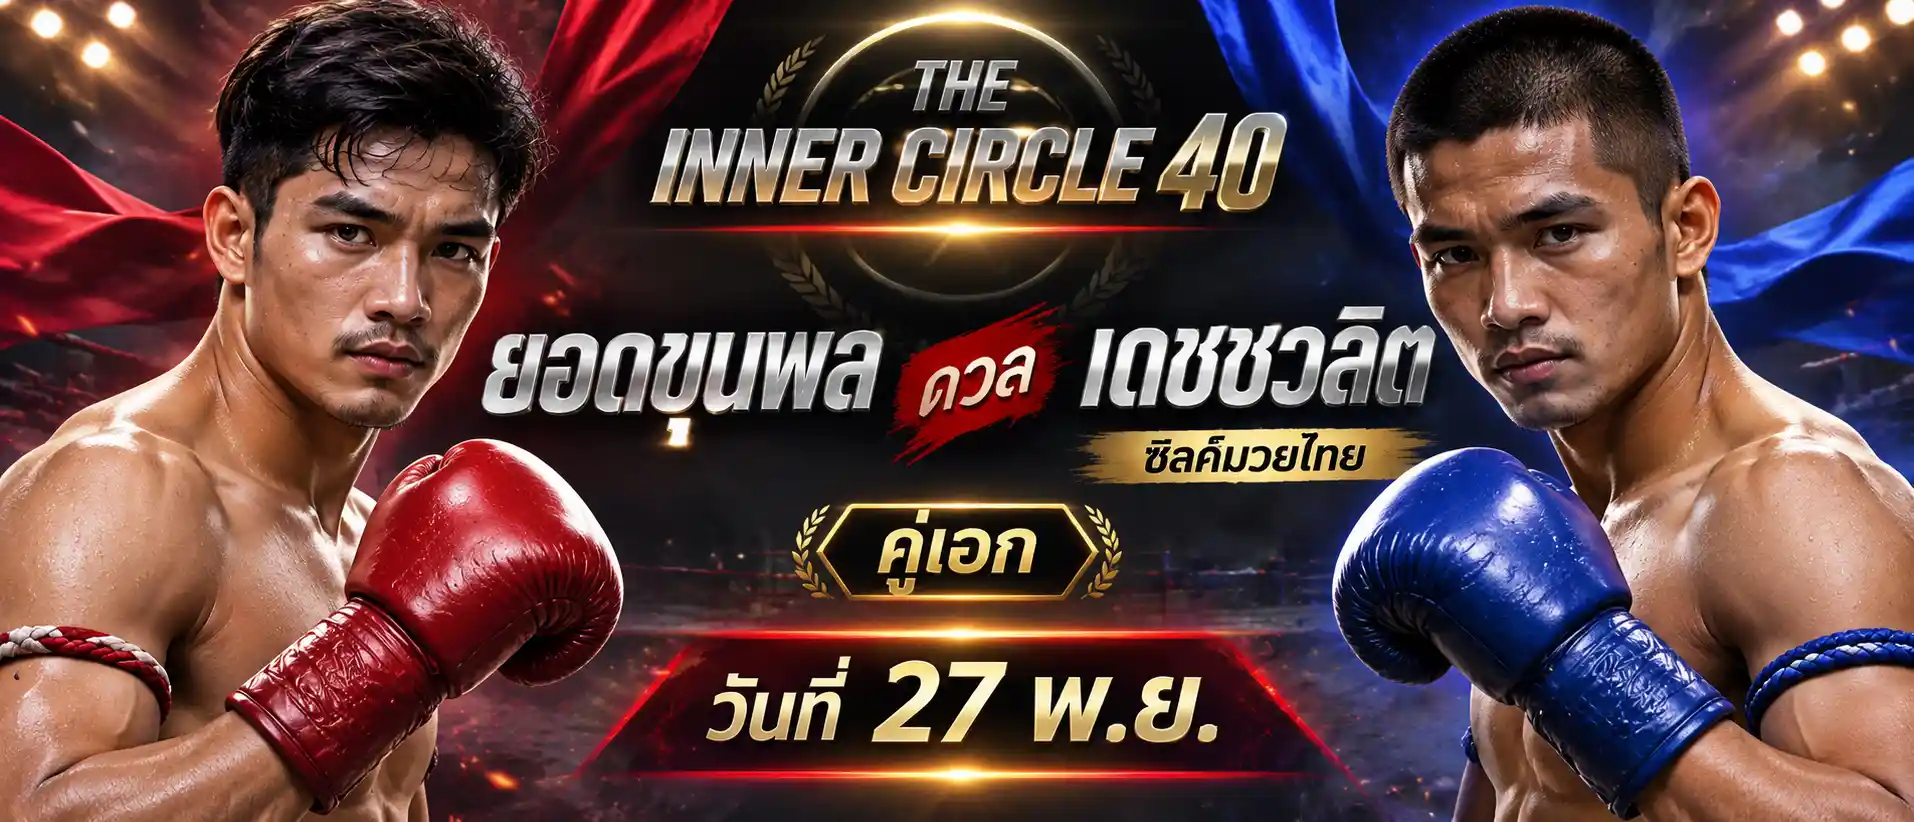 THE
INNER CIRCLE 40
ยอดขุนพล ดวล เดชชวลิต
ซีลค์มวยไทย
คู่เอก
วันที่ 27 พ.ย.